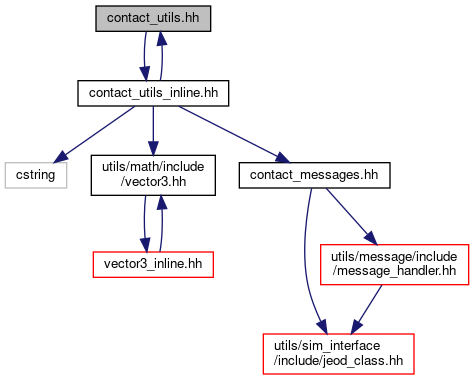 contact_utils.hh
contact_utils_inline.hh
cstring
utils/math/include
/vector3.hh
contact_messages.hh
vector3_inline.hh
utils/message/include
/message_handler.hh
utils/sim_interface
/include/jeod_class.hh